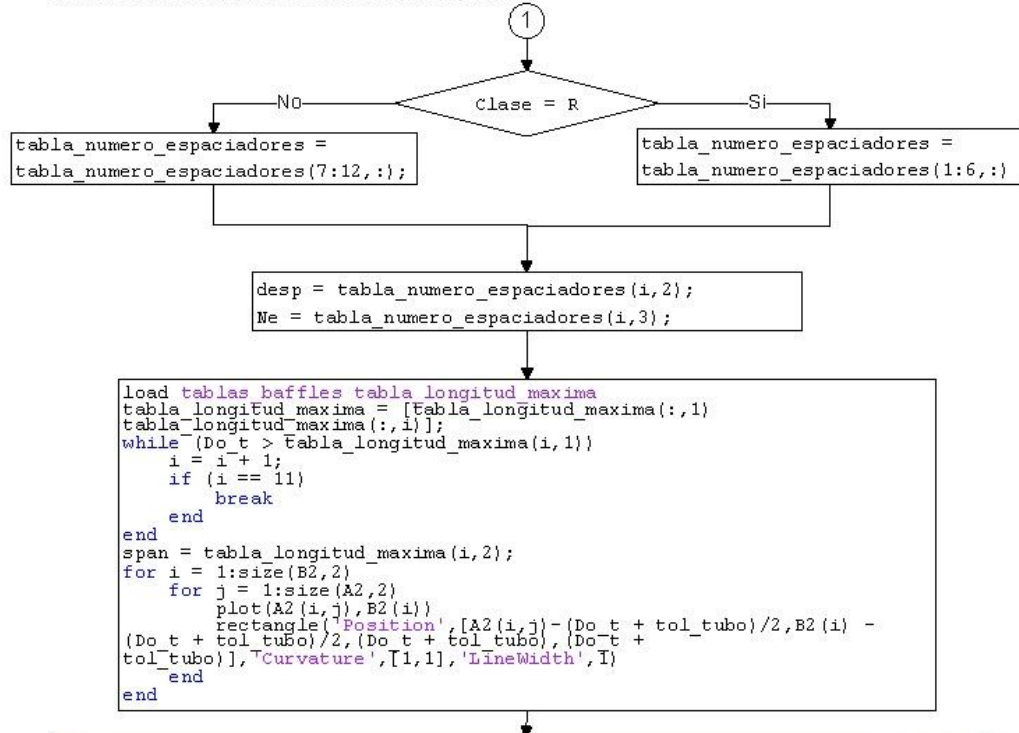 1
Clase = R
No
Si
tabla_numero_espaciadores =
tabla_numero_espaciadores(7:12,:);
tabla_numero_espaciadores =
tabla_numero_espaciadores(1:6,:)
desp = tabla_numero_espaciadores(i,2);
Ne = tabla_numero_espaciadores(i,3);
load tablas_baffles tabla_longitud_maxima
tabla_longitud_maxima = [tabla_longitud_maxima(:,1)
tabla_longitud_maxima(:,i)];
while (Do_t > tabla_longitud_maxima(i,1))
    i = i + 1;
    if (i == 11)
        break
    end
end
span = tabla_longitud_maxima(i,2);
for i = 1:size(B2,2)
    for j = 1:size(A2,2)
        plot(A2(i,j),B2(i))
        rectangle('Position',[A2(i,j)-(Do_t + tol_tubo)/2,B2(i) -
(Do_t + tol_tubo)/2,(Do_t + tol_tubo),(Do_t +
tol_tubo)],'Curvature',[1,1],'LineWidth',1)
    end
end